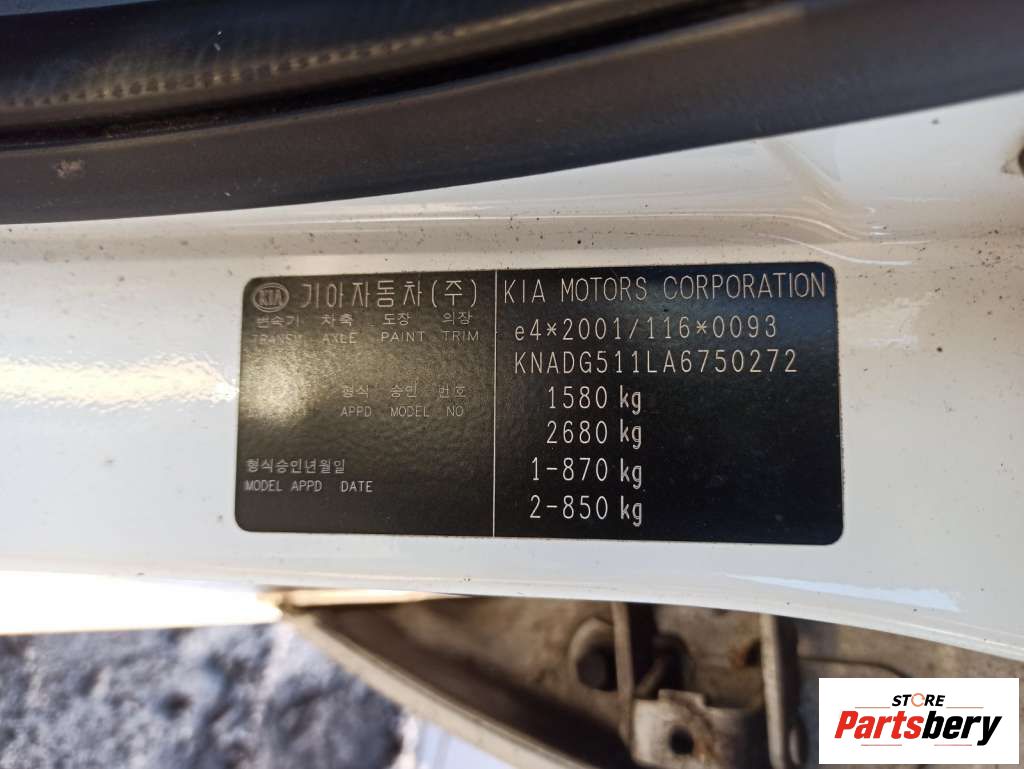 KIA 기아자동차(주)
변속기 차축 도장 의장
TRANSM AXLE PAINT TRIM
형식 승인 번호
APPD MODEL NO
형식승인년월일
MODEL APPD DATE
KIA MOTORS CORPORATION
e4*2001/116*0093
KNADG511LA6750272
1580 kg
2680 kg
1-870 kg
2-850 kg
STORE
Partsbery